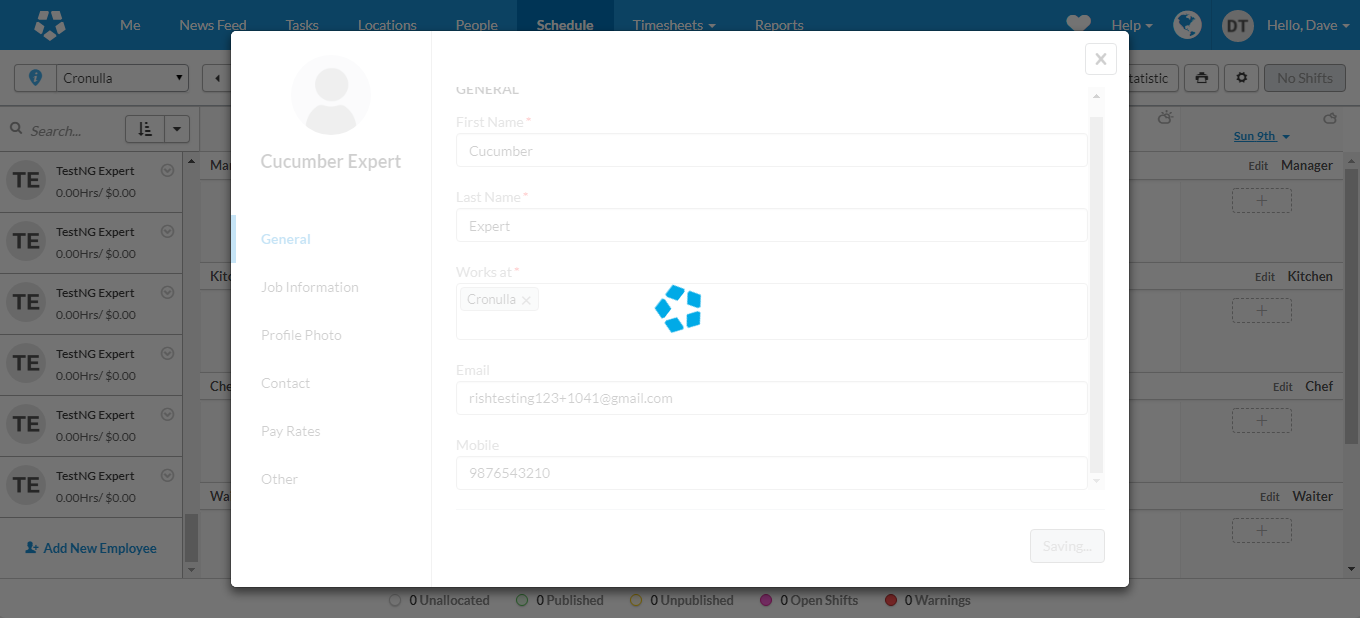 Me News Feed Tasks Locations People Schedule Timesheets Reports Help DT Hello, Dave
Cronulla tatistic No Shifts
Search... Sun 9th
GENERAL
First Name*
Cucumber
Last Name*
Expert
Works at*
Cronulla ×
Email
rishtesting123+1041@gmail.com
Mobile
9876543210
Saving...
X
Cucumber Expert
General
Job Information
Profile Photo
Contact
Pay Rates
Other
TE TestNG Expert
0.00Hrs/ $0.00
TE TestNG Expert
0.00Hrs/ $0.00
TE TestNG Expert
0.00Hrs/ $0.00
TE TestNG Expert
0.00Hrs/ $0.00
TE TestNG Expert
0.00Hrs/ $0.00
TE TestNG Expert
0.00Hrs/ $0.00
Add New Employee
Ma Edit Manager
+
Kitc Edit Kitchen
+
Che Edit Chef
+
Wa Edit Waiter
+
0 Unallocated 0 Published 0 Unpublished 0 Open Shifts 0 Warnings